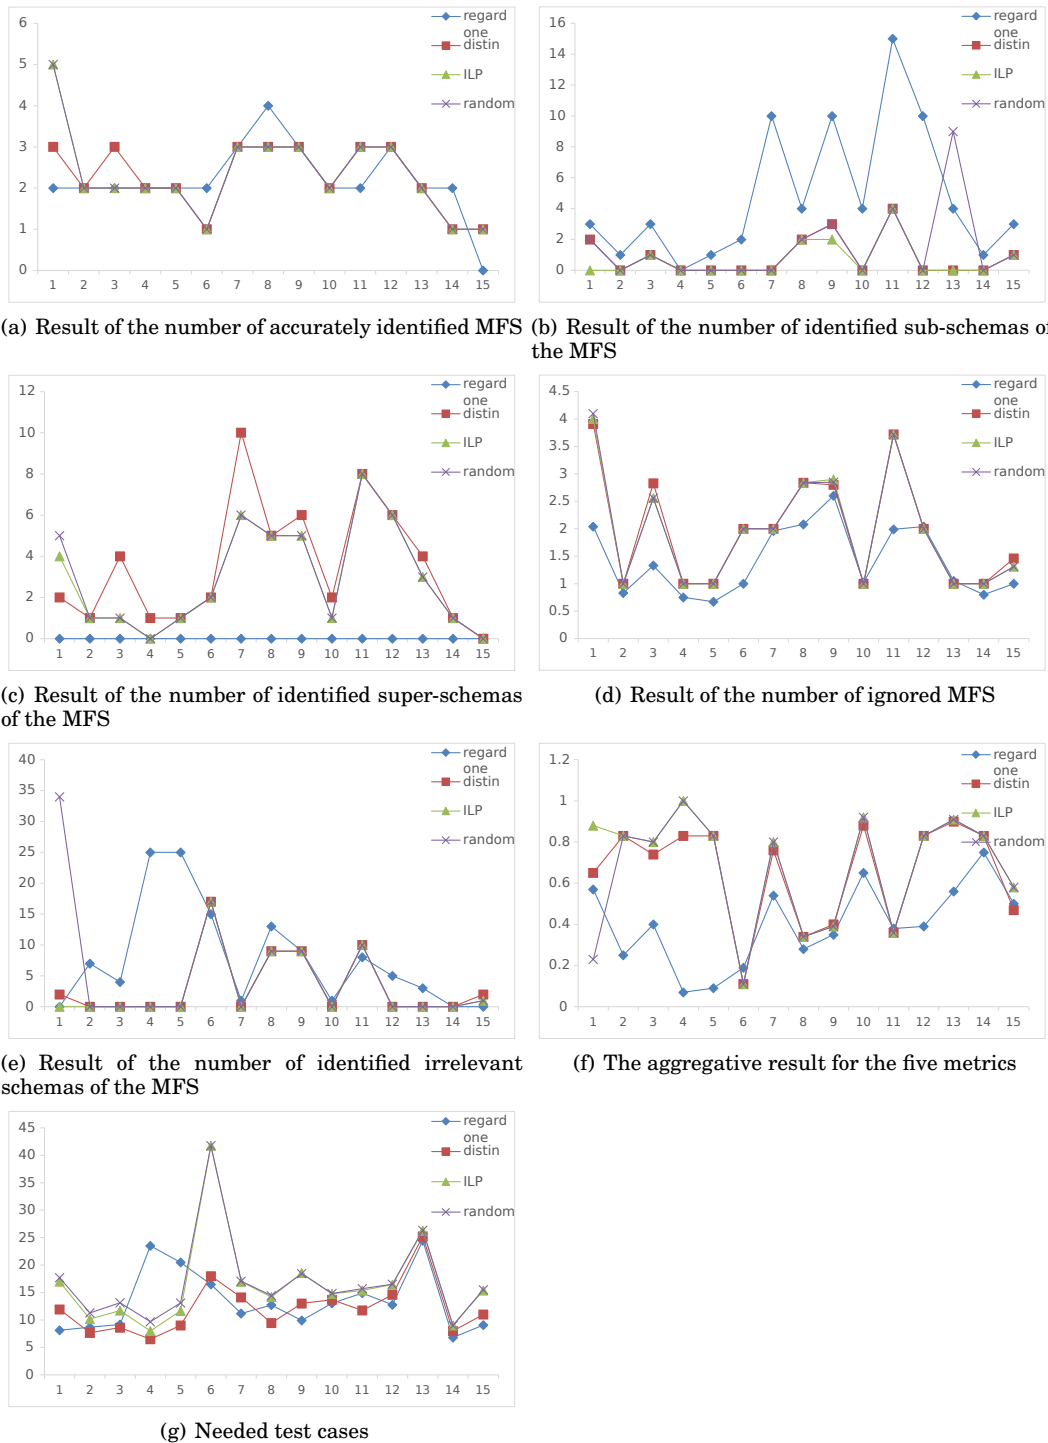 6
5
4
3
2
1
0
1 2 3 4 5 6 7 8 9 10 11 12 13 14 15
regard
one
distin
ILP
random
(a) Result of the number of accurately identified MFS
16
14
12
10
8
6
4
2
0
1 2 3 4 5 6 7 8 9 10 11 12 13 14 15
regard
one
distin
ILP
random
(b) Result of the number of identified sub-schemas of
the MFS
12
10
8
6
4
2
0
1 2 3 4 5 6 7 8 9 10 11 12 13 14 15
regard
one
distin
ILP
random
(c) Result of the number of identified super-schemas
of the MFS
4.5
4
3.5
3
2.5
2
1.5
1
0.5
0
1 2 3 4 5 6 7 8 9 10 11 12 13 14 15
regard
one
distin
ILP
random
(d) Result of the number of ignored MFS
40
35
30
25
20
15
10
5
0
1 2 3 4 5 6 7 8 9 10 11 12 13 14 15
regard
one
distin
ILP
random
(e) Result of the number of identified irrelevant
schemas of the MFS
1.2
1
0.8
0.6
0.4
0.2
0
1 2 3 4 5 6 7 8 9 10 11 12 13 14 15
regard
one
distin
ILP
random
(f) The aggregative result for the five metrics
45
40
35
30
25
20
15
10
5
0
1 2 3 4 5 6 7 8 9 10 11 12 13 14 15
regard
one
distin
ILP
random
(g) Needed test cases